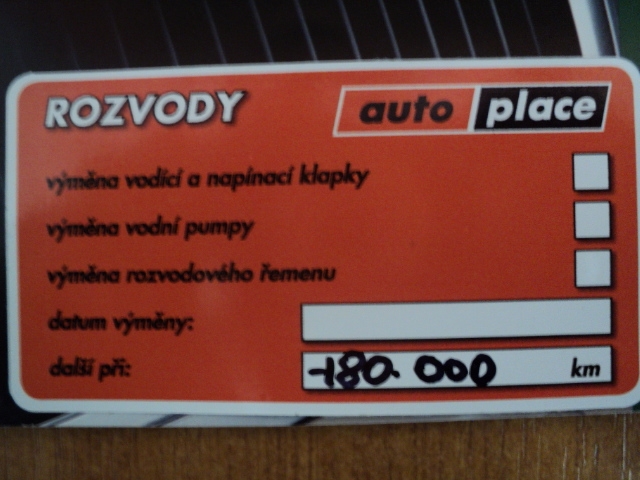 ROZVODY auto place
výměna vodící a napínací klapky
výměna vodní pumpy
výměna rozvodového řemenu
datum výměny:
další při: 180.000 km